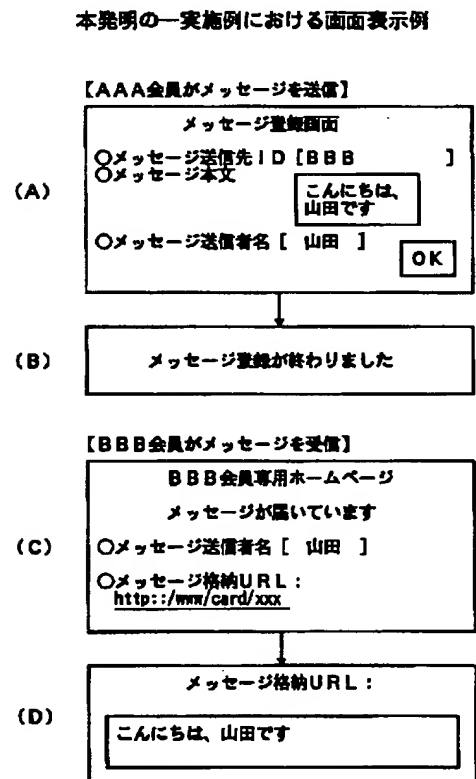 本発明の一実施例における画面表示例
【AAA会員がメッセージを送信】
メッセージ登録画面
○メッセージ送信先ID [BBB ]
○メッセージ本文
こんにちは、
山田です
○メッセージ送信者名 [ 山田 ]
OK
(A)
(B)
メッセージ登録が終わりました
【BBB会員がメッセージを受信】
BBB会員専用ホームページ
メッセージが届いています
(C)
○メッセージ送信者名 [ 山田 ]
○メッセージ格納URL:
http::/www/card/xxx
メッセージ格納URL:
(D)
こんにちは、山田です